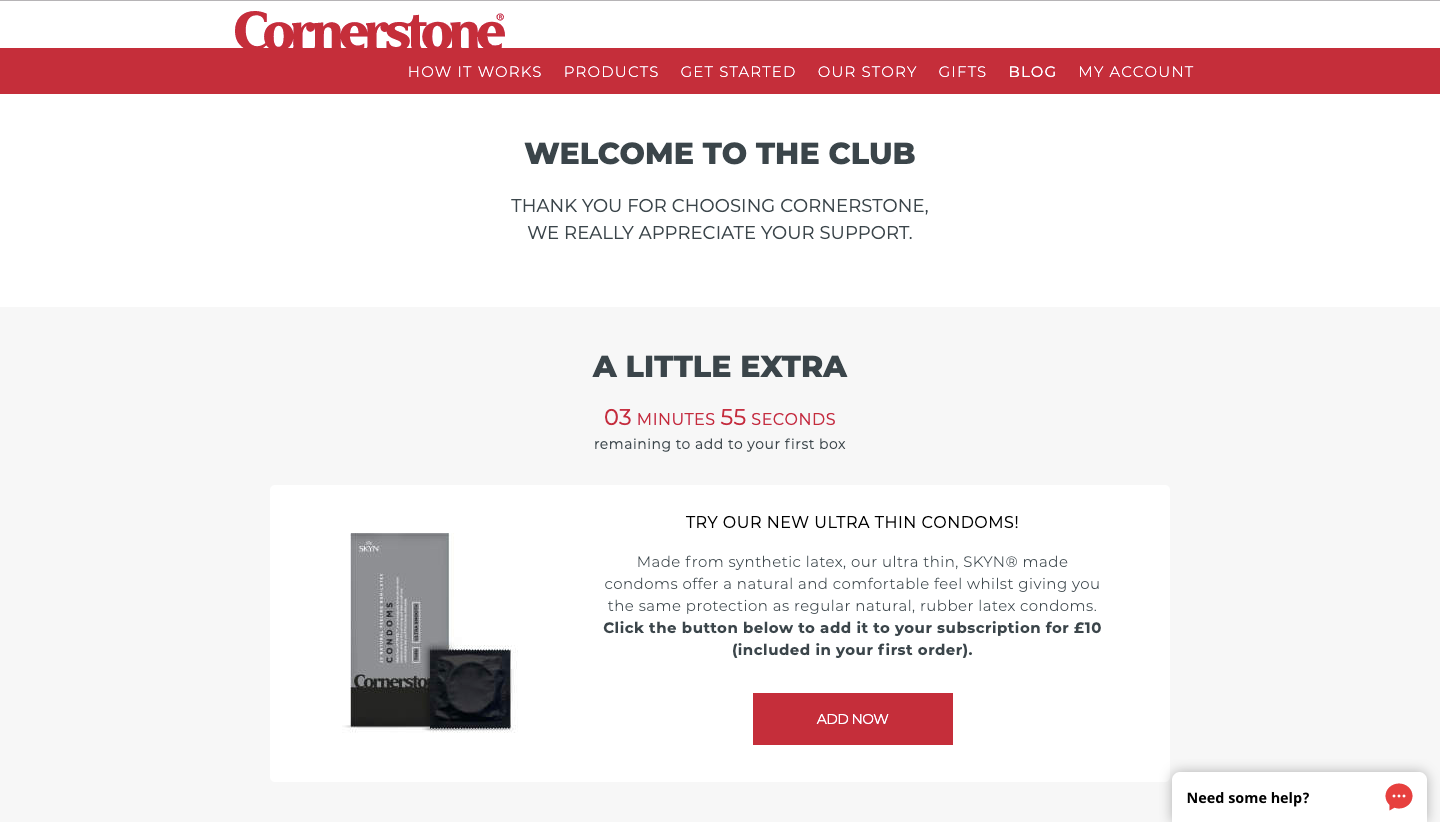 Cornerstone®
HOW IT WORKS PRODUCTS GET STARTED OUR STORY GIFTS BLOG MY ACCOUNT
WELCOME TO THE CLUB
THANK YOU FOR CHOOSING CORNERSTONE,
WE REALLY APPRECIATE YOUR SUPPORT.
A LITTLE EXTRA
03 MINUTES 55 SECONDS
remaining to add to your first box
SKYN
CONDOMS
Cornerstone
TRY OUR NEW ULTRA THIN CONDOMS!
Made from synthetic latex, our ultra thin, SKYN® made
condoms offer a natural and comfortable feel whilst giving you
the same protection as regular natural, rubber latex condoms.
Click the button below to add it to your subscription for £10
(included in your first order).
ADD NOW
Need some help?